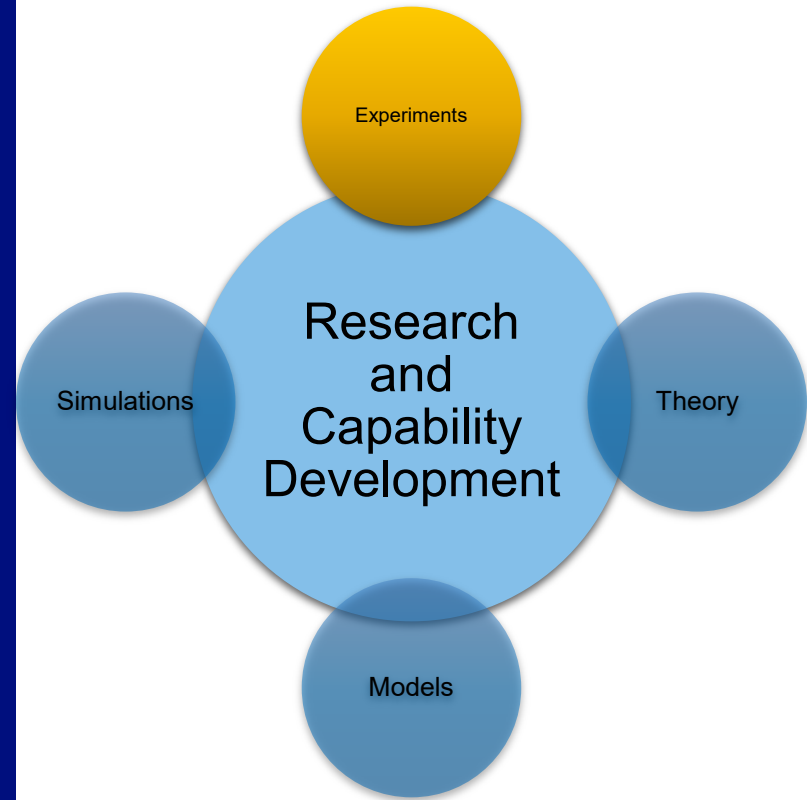 Experiments
Research
and
Capability
Development
Simulations
Theory
Models